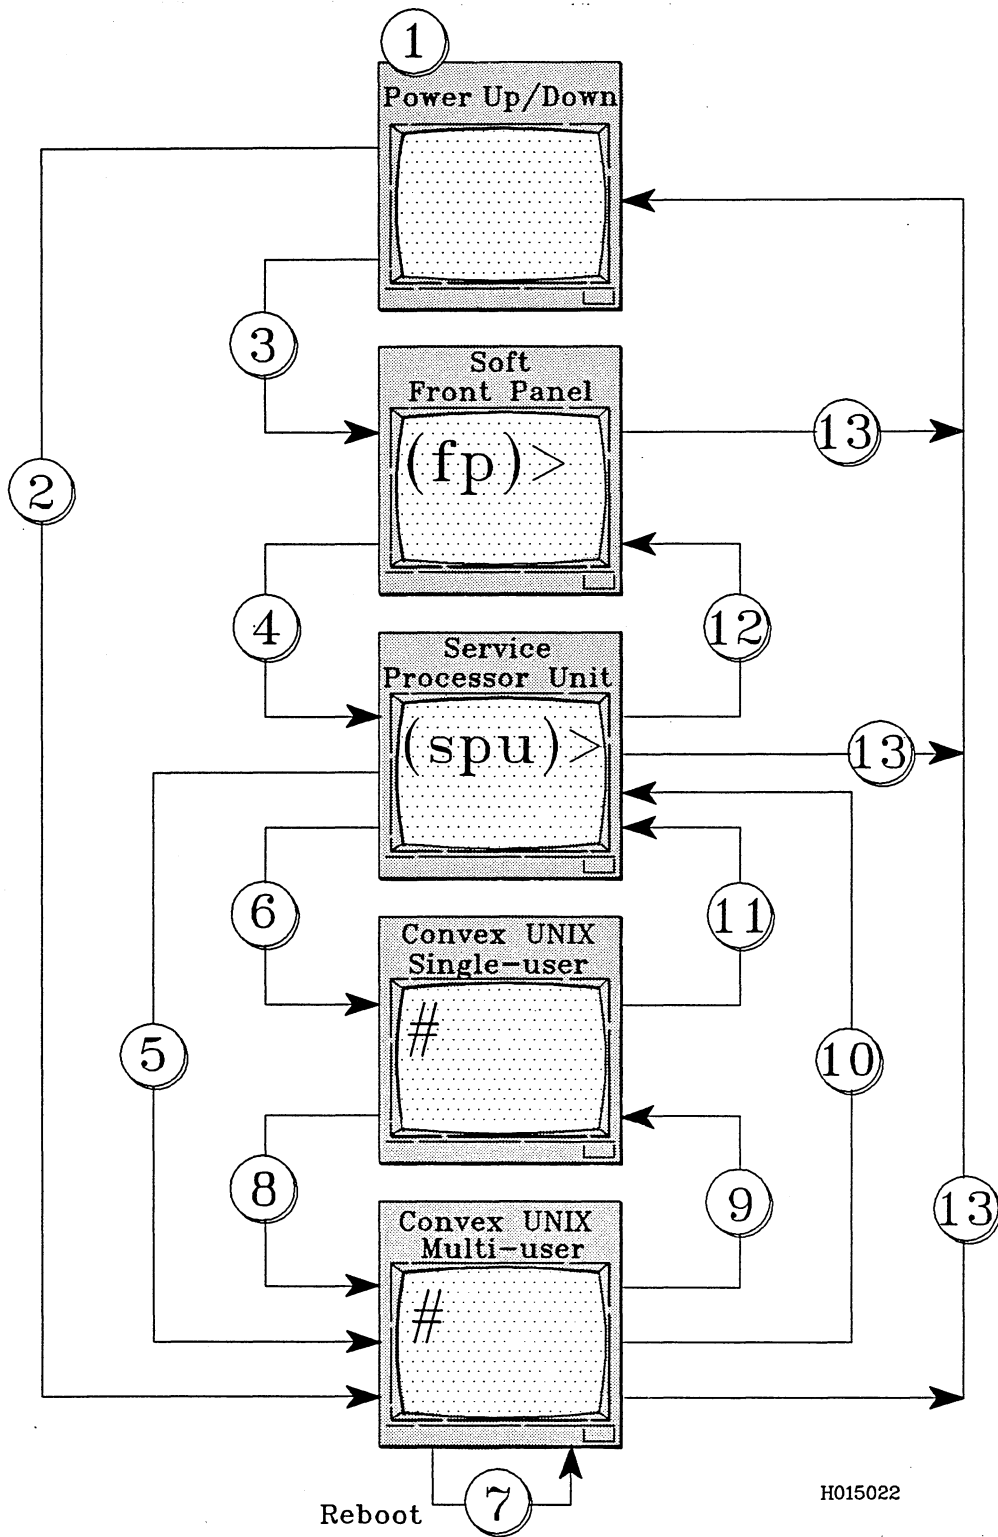 1
Power Up/Down
3
Soft
Front Panel
(fp)>
13
2
4
12
Service
Processor Unit
(spu)>
13
6
11
Convex UNIX
Single-user
#
5
10
8
9
13
Convex UNIX
Multi-user
#
7
Reboot
H015022